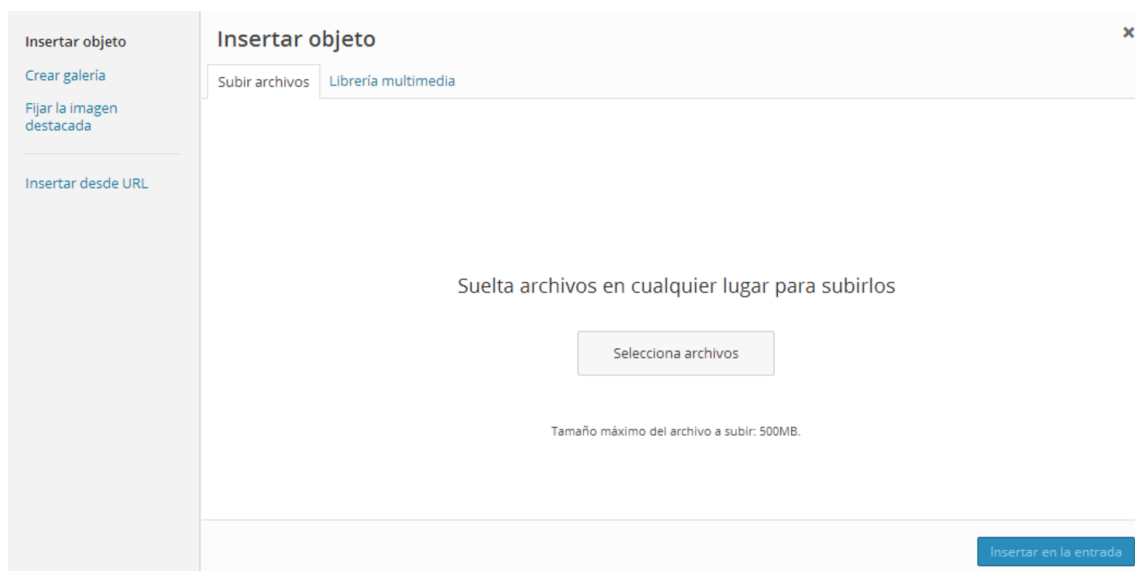 Insertar objeto
Crear galería
Fijar la imagen
destacada
Insertar desde URL
Insertar objeto
×
Subir archivos
Librería multimedia
Suelta archivos en cualquier lugar para subirlos
Selecciona archivos
Tamaño máximo del archivo a subir: 500MB.
Insertar en la entrada